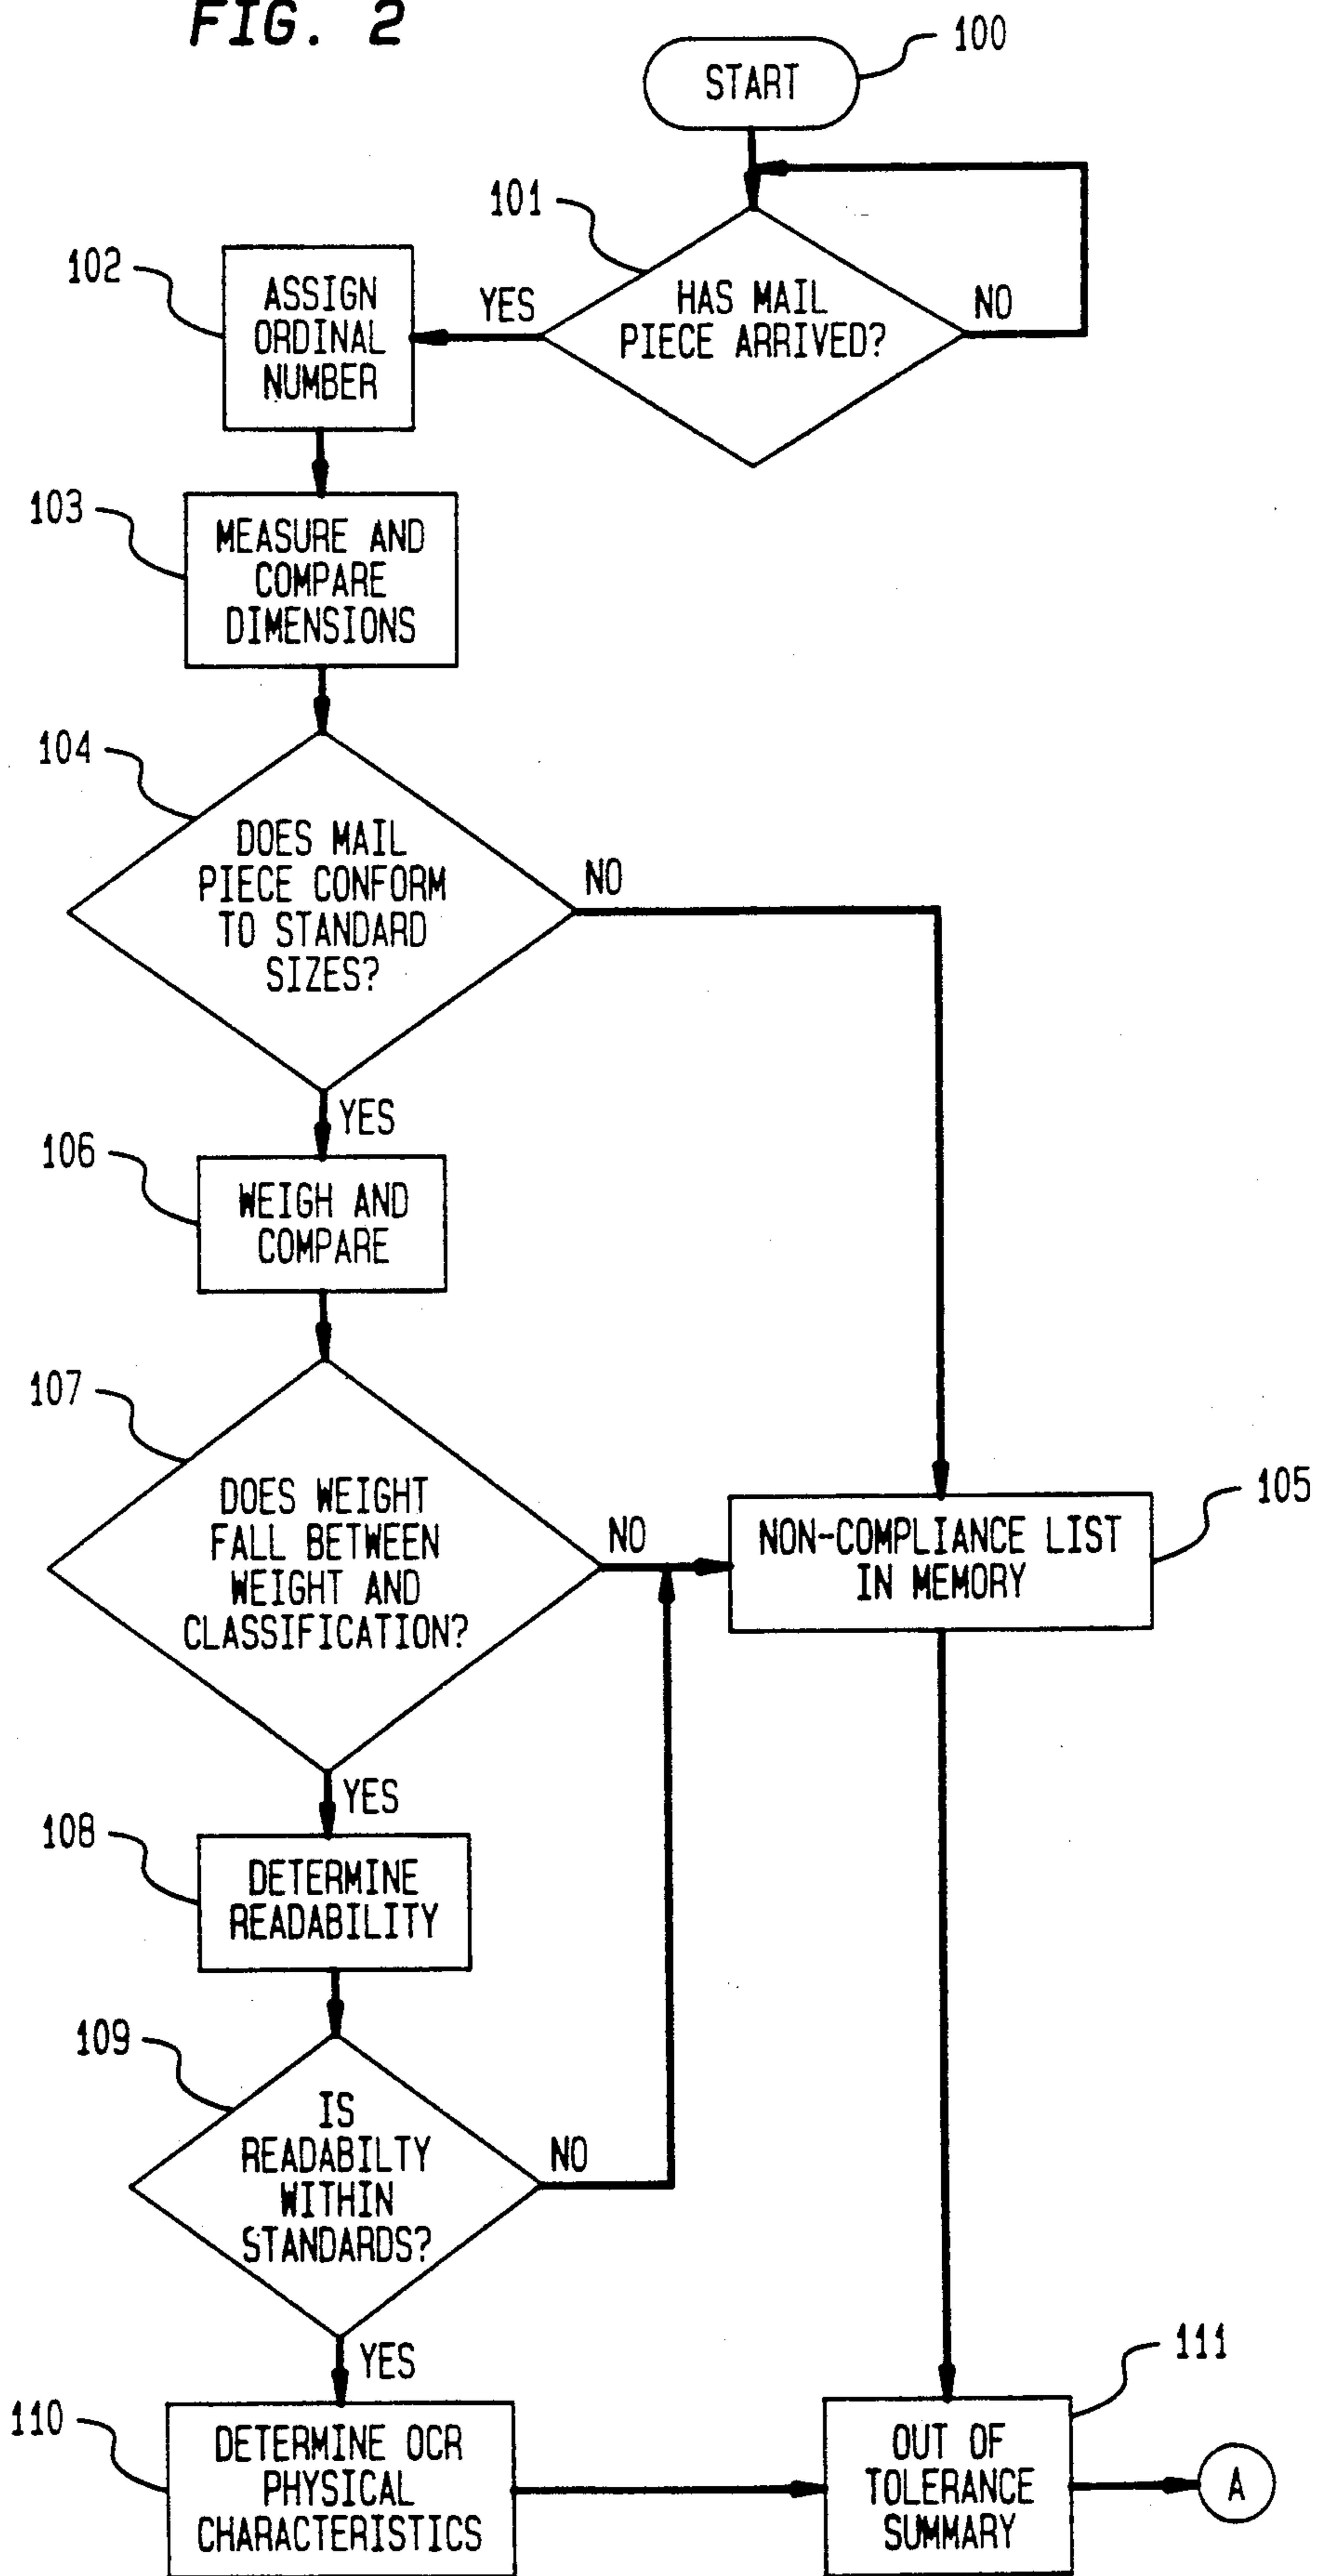 FIG. 2
START
100
101
HAS MAIL
PIECE ARRIVED?
NO
YES
102
ASSIGN
ORDINAL
NUMBER
103
MEASURE AND
COMPARE
DIMENSIONS
104
DOES MAIL
PIECE CONFORM
TO STANDARD
SIZES?
NO
YES
106
WEIGH AND
COMPARE
107
DOES WEIGHT
FALL BETWEEN
WEIGHT AND
CLASSIFICATION?
NO
NON-COMPLIANCE LIST
IN MEMORY
105
YES
108
DETERMINE
READABILITY
109
IS
READABILTY
WITHIN
STANDARDS?
NO
YES
110
DETERMINE OCR
PHYSICAL
CHARACTERISTICS
111
OUT OF
TOLERANCE
SUMMARY
A